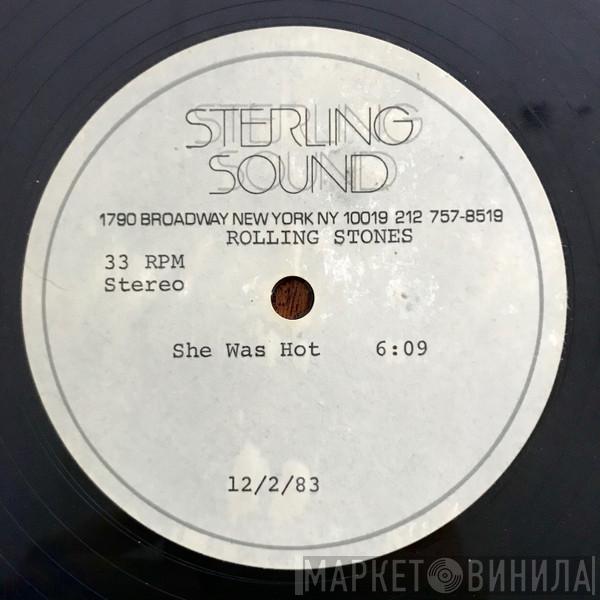 STERLING
SOUND
1790 BROADWAY NEW YORK NY 10019 212 757-8519
ROLLING STONES
33 RPM
Stereo
She Was Hot 6:09
12/2/83
МАРКЕТ ВИНИЛА